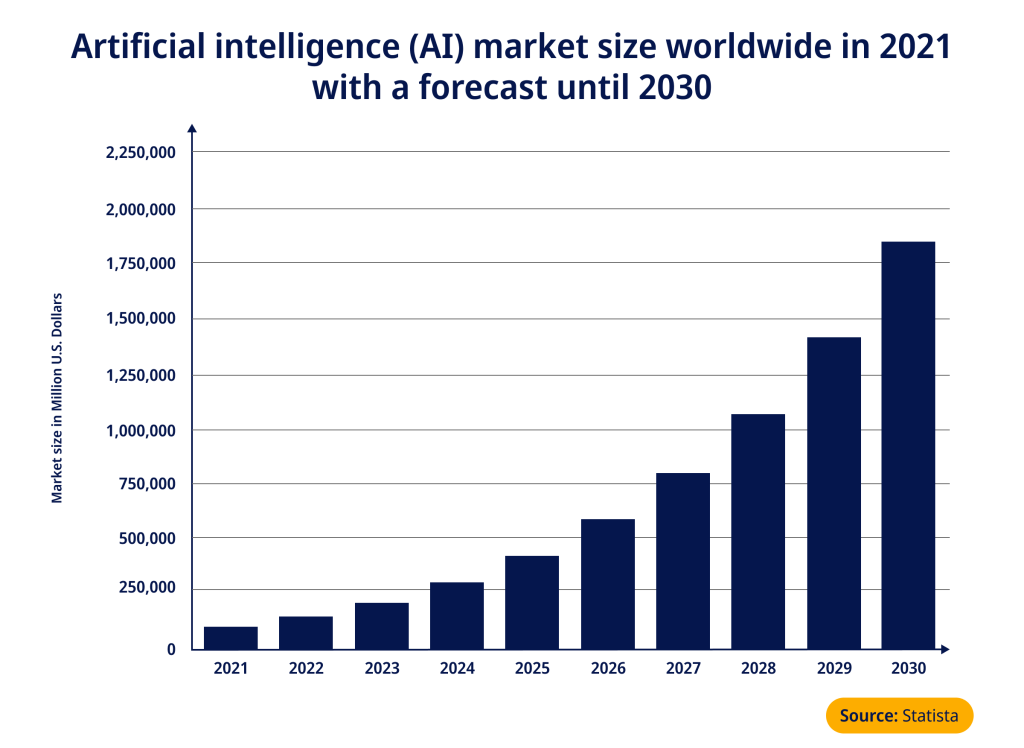 Artificial intelligence (AI) market size worldwide in 2021
with a forecast until 2030
Market size in Million U.S. Dollars
2,250,000
2,000,000
1,750,000
1,500,000
1,250,000
1,000,000
750,000
500,000
250,000
0
2021 2022 2023 2024 2025 2026 2027 2028 2029 2030
Source: Statista